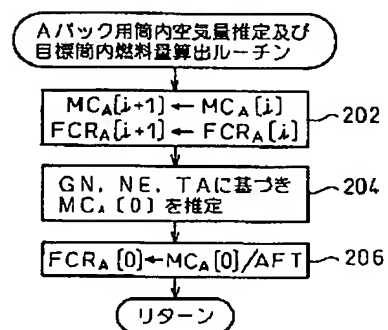 Aバック用筒内空気量推定及び
目標筒内燃料量算出ルーチン
MCA[i+1] ← MCA[i]
FCRA[i+1] ← FCRA[i]
202
GN, NE, TAに基づき
MCA〔0〕を推定
204
FCRA〔0〕←MCA〔0〕/AFT
206
リターン